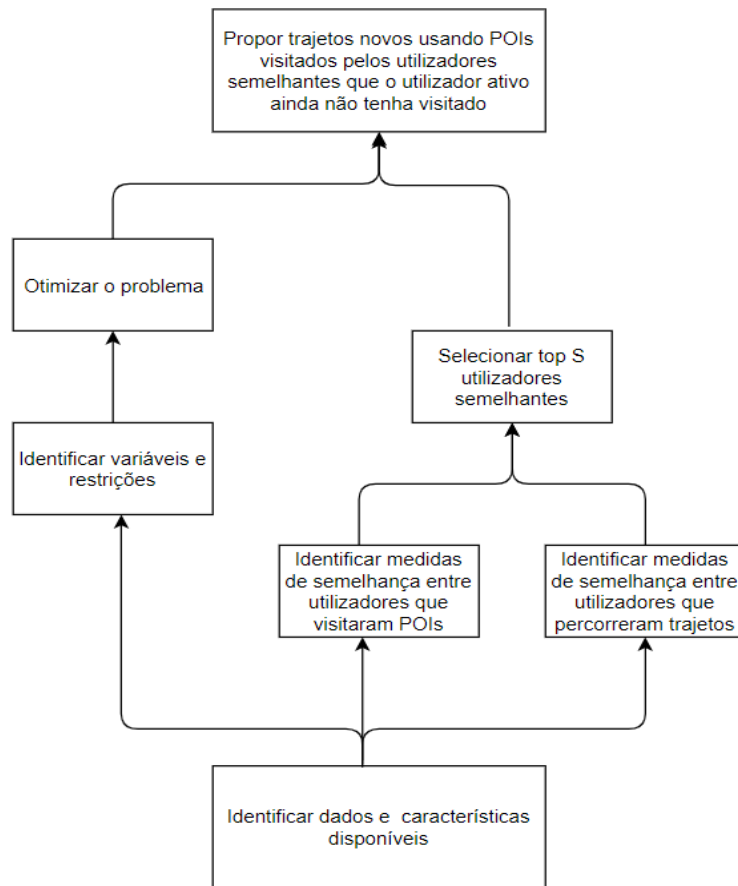 Propor trajetos novos usando POIs
visitados pelos utilizadores
semelhantes que o utilizador ativo
ainda não tenha visitado
Otimizar o problema
Selecionar top S
utilizadores
semelhantes
Identificar variáveis e
restrições
Identificar medidas
de semelhança entre
utilizadores que
visitaram POIs
Identificar medidas
de semelhança entre
utilizadores que
percorreram trajetos
Identificar dados e características
disponíveis